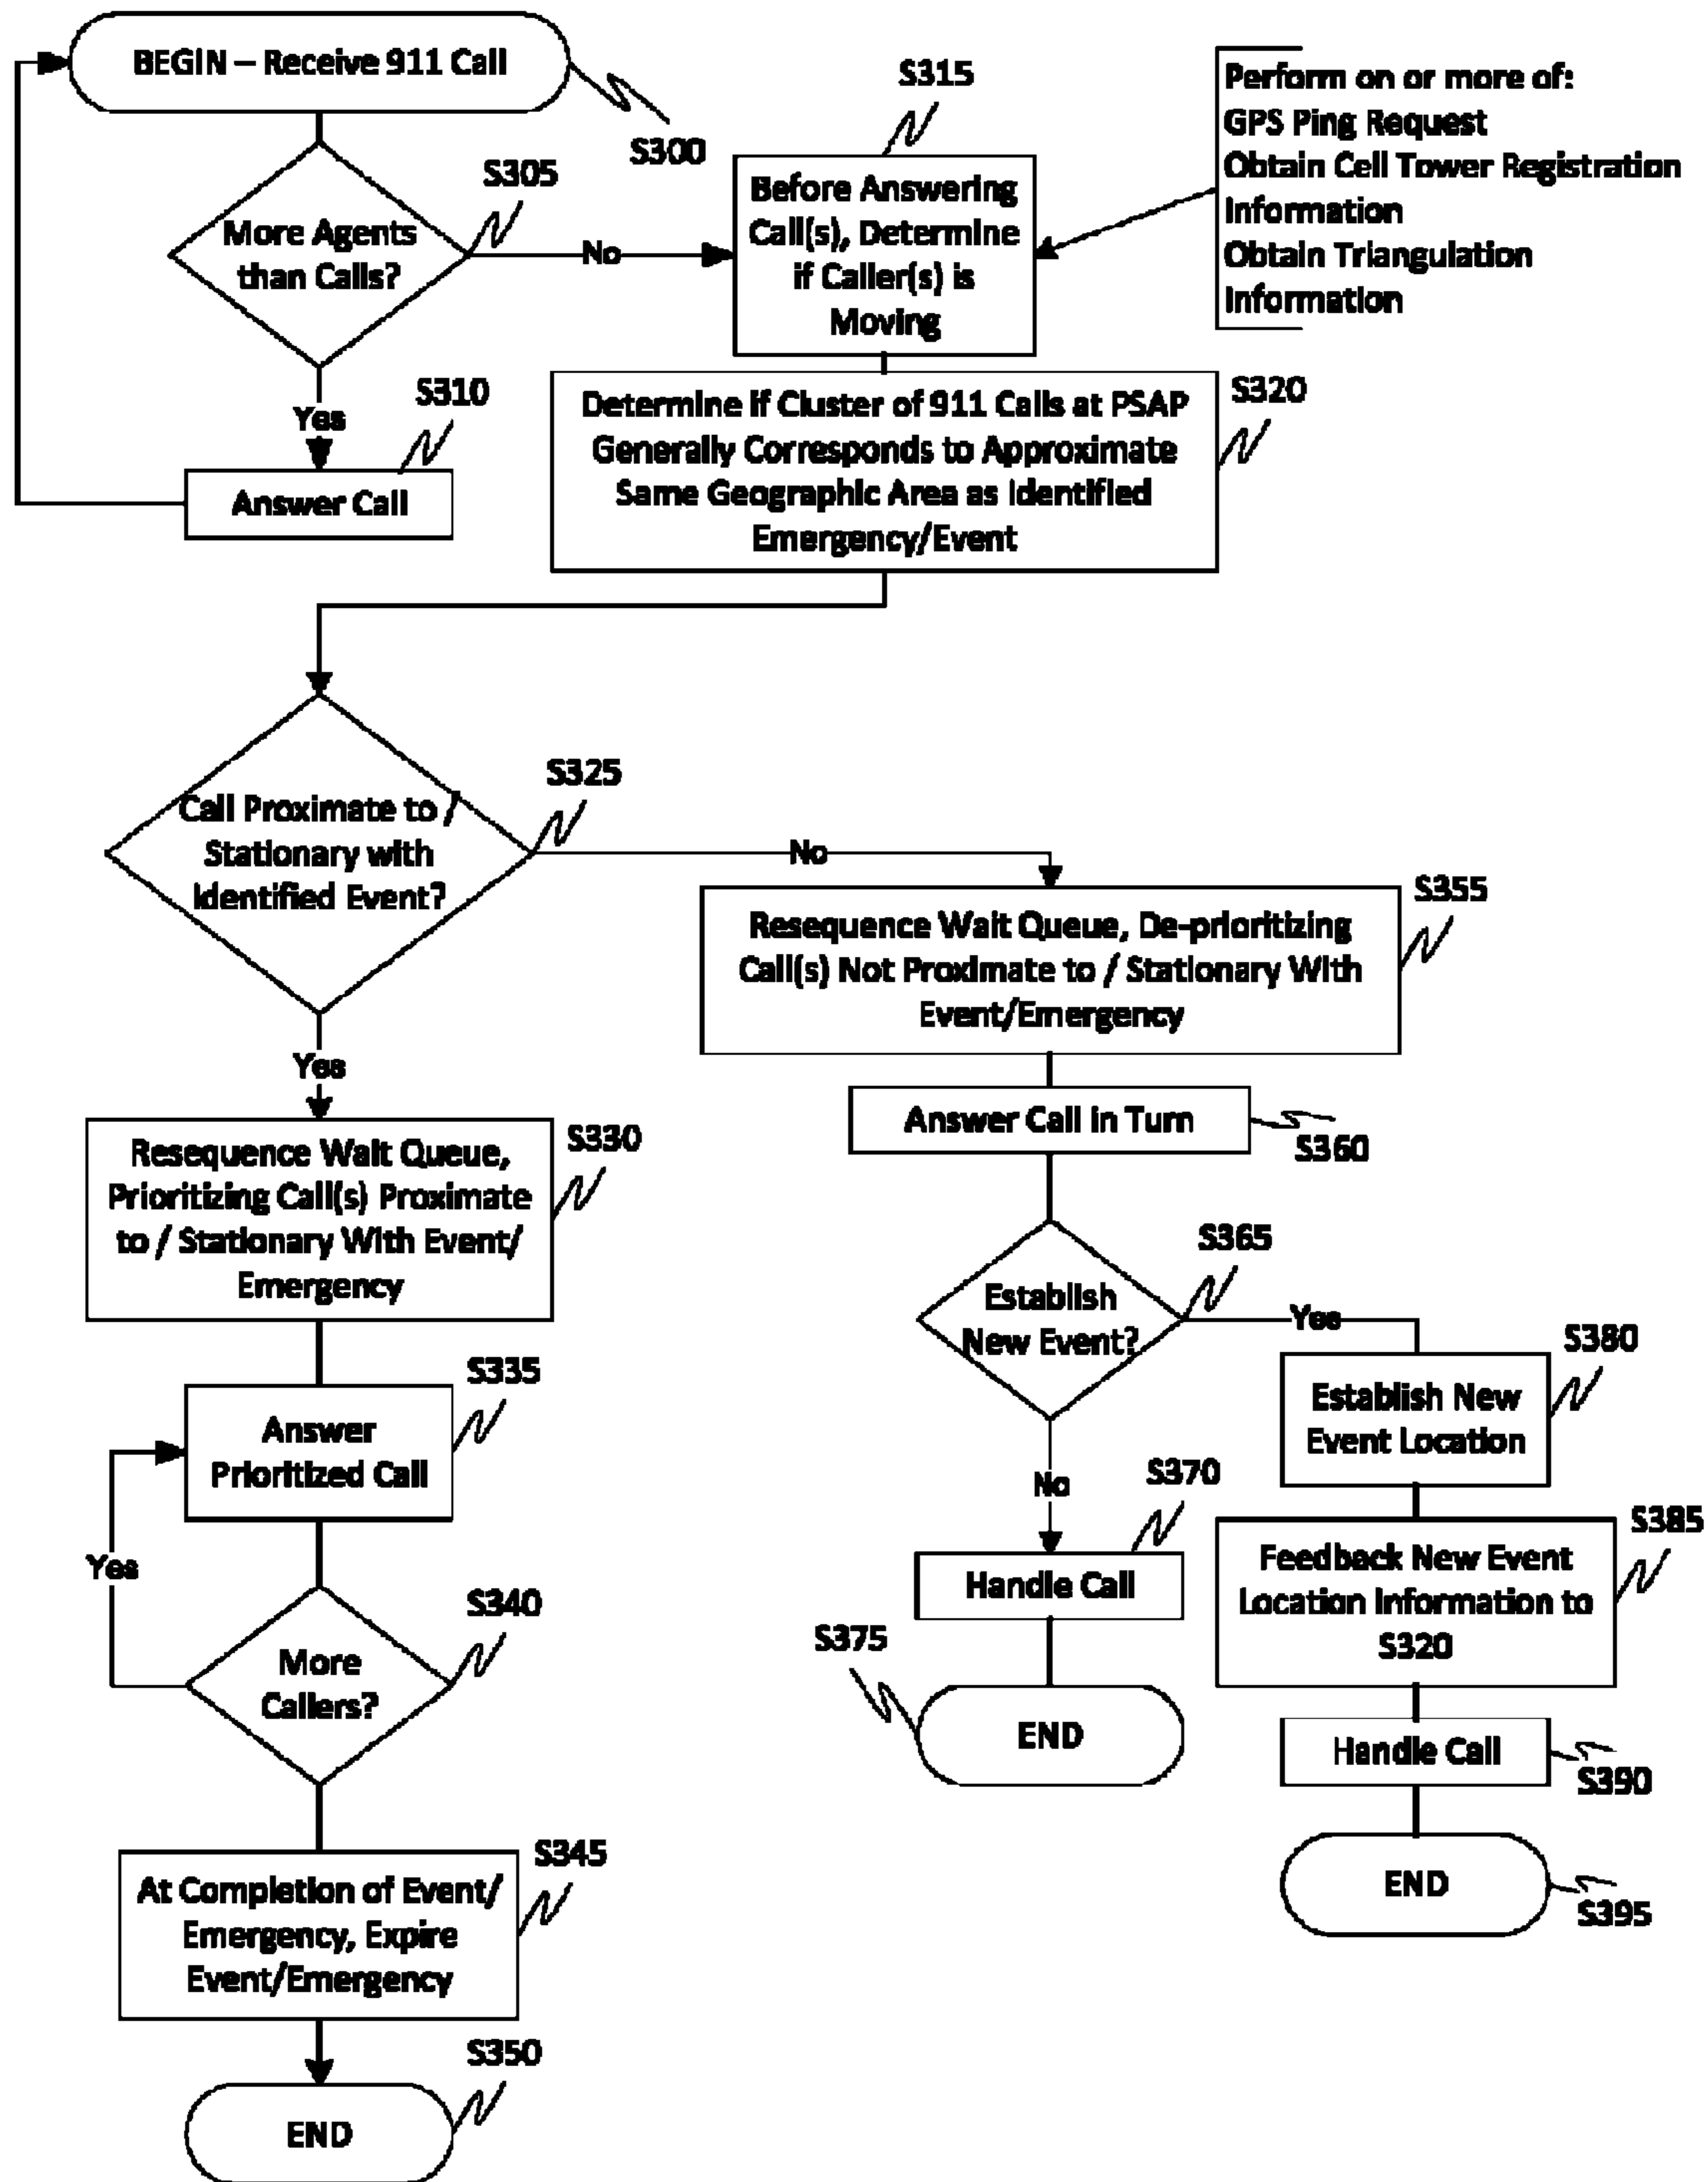 BEGIN – Receive 911 Call
S300
S305
More Agents
than Calls?
No
Yes
S310
Answer Call
S315
Before Answering
Call(s), Determine
if Caller(s) is
Moving
Perform on or more of:
GPS Ping Request
Obtain Cell Tower Registration
Information
Obtain Triangulation
Information
S320
Determine if Cluster of 911 Calls at PSAP
Generally Corresponds to Approximate
Same Geographic Area as Identified
Emergency/Event
S325
Call Proximate to /
Stationary with
Identified Event?
No
Yes
S330
Resequence Wait Queue,
Prioritizing Call(s) Proximate
to / Stationary With Event/
Emergency
S335
Answer
Prioritized Call
Yes
S340
More
Callers?
S345
At Completion of Event/
Emergency, Expire
Event/Emergency
S350
END
S355
Resequence Wait Queue, De-prioritizing
Call(s) Not Proximate to / Stationary With
Event/Emergency
Answer Call in Turn
S360
S365
Establish
New Event?
Yes
No
S370
Handle Call
S375
END
S380
Establish New
Event Location
S385
Feedback New Event
Location Information to
S320
Handle Call
S390
END
S395